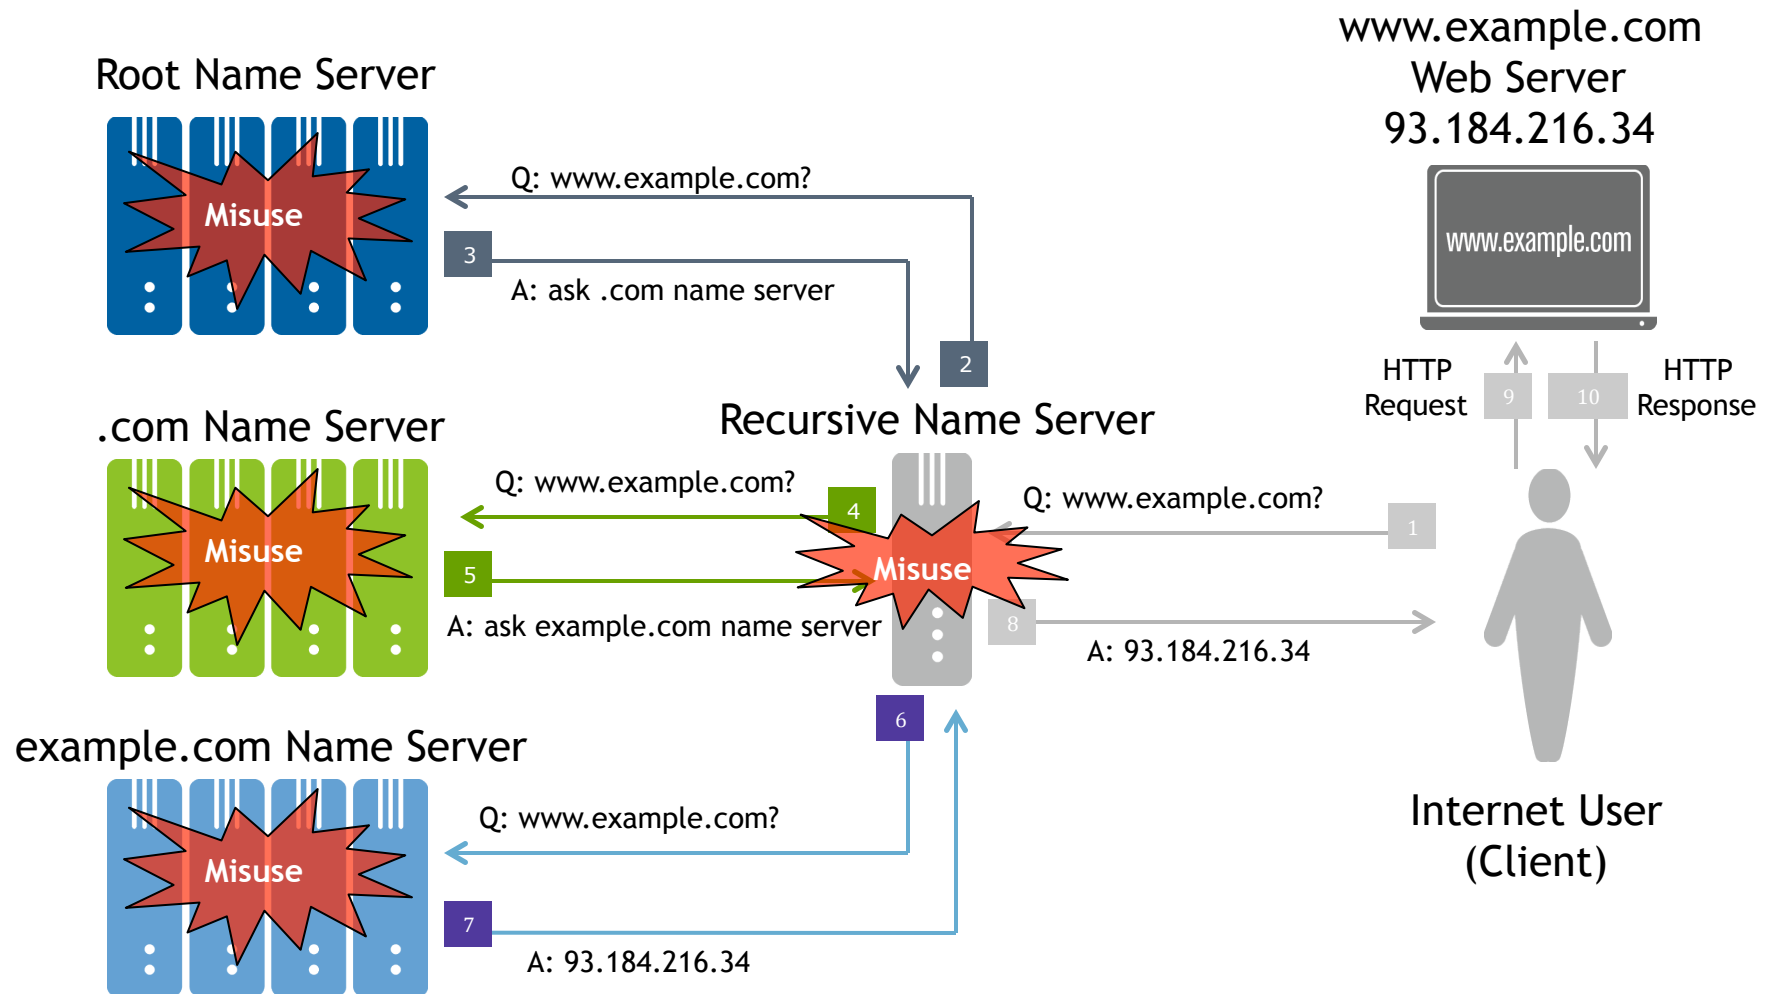 www.example.com
Web Server
93.184.216.34
Root Name Server
Misuse
Q: www.example.com?
3
A: ask .com name server
2
www.example.com
HTTP
Request
9
10
HTTP
Response
.com Name Server
Recursive Name Server
Misuse
Q: www.example.com?
4
5
A: ask example.com name server
Misuse
Q: www.example.com?
1
8
A: 93.184.216.34
example.com Name Server
Misuse
6
Q: www.example.com?
7
A: 93.184.216.34
Internet User
(Client)